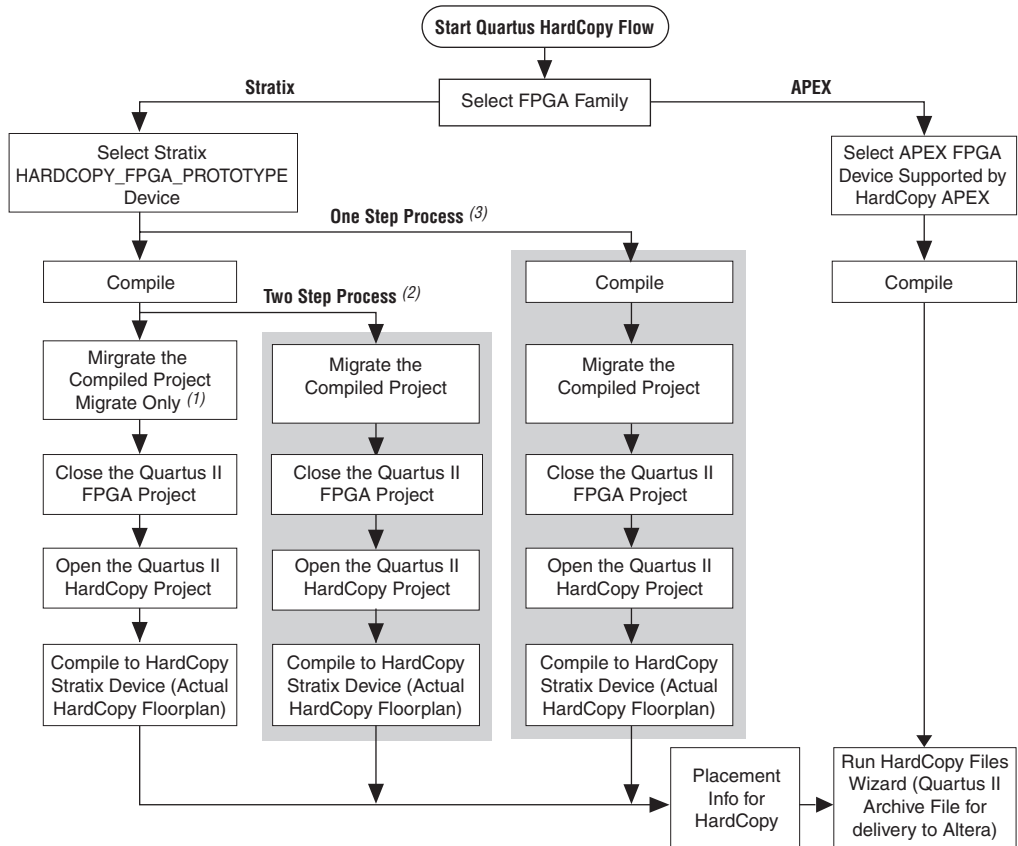 Start Quartus HardCopy Flow
Stratix
Select FPGA Family
APEX
Select Stratix
HARDCOPY_FPGA_PROTOTYPE
Device
Select APEX FPGA
Device Supported by
HardCopy APEX
One Step Process (3)
Compile
Compile
Compile
Two Step Process (2)
Mirgrate the
Compiled Project
Migrate Only (1)
Migrate the
Compiled Project
Migrate the
Compiled Project
Close the Quartus II
FPGA Project
Close the Quartus II
FPGA Project
Close the Quartus II
FPGA Project
Open the Quartus II
HardCopy Project
Open the Quartus II
HardCopy Project
Open the Quartus II
HardCopy Project
Compile to HardCopy
Stratix Device (Actual
HardCopy Floorplan)
Compile to HardCopy
Stratix Device (Actual
HardCopy Floorplan)
Compile to HardCopy
Stratix Device (Actual
HardCopy Floorplan)
Placement
Info for
HardCopy
Run HardCopy Files
Wizard (Quartus II
Archive File for
delivery to Altera)